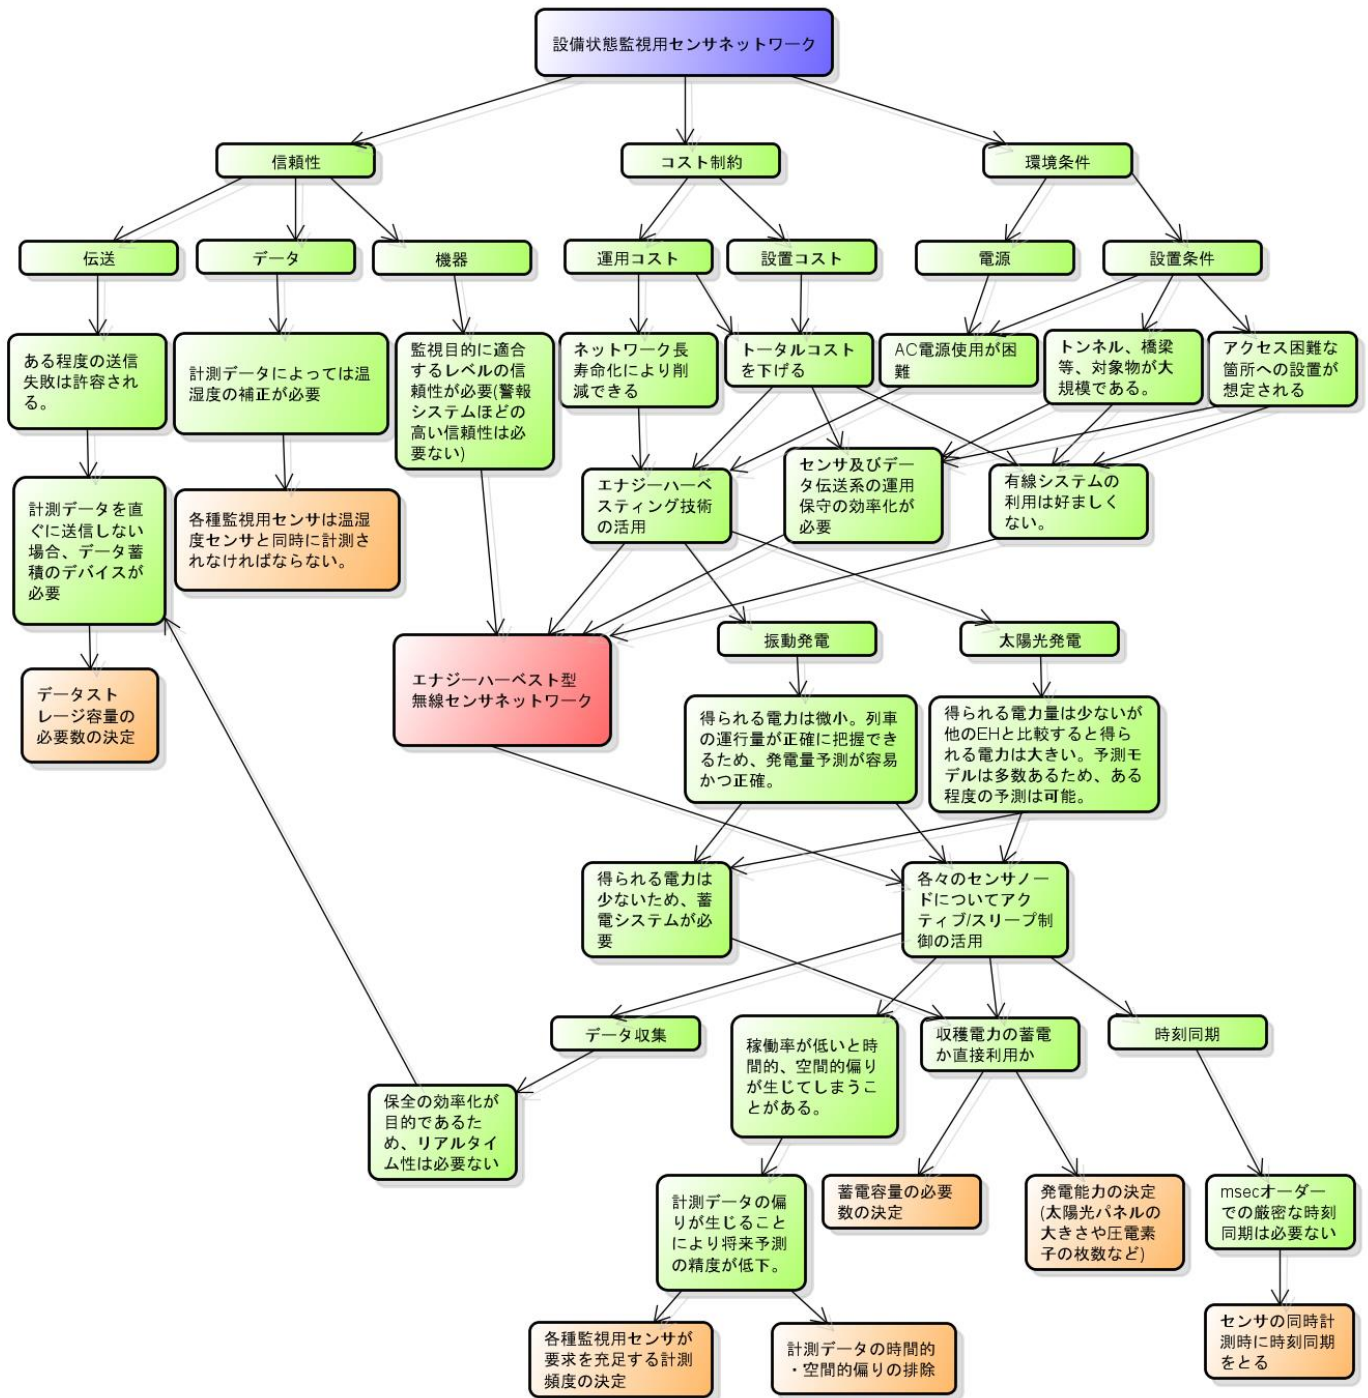 設備状態監視用センサネットワーク
信頼性
コスト制約
環境条件
伝送
データ
機器
運用コスト
設置コスト
電源
設置条件
ある程度の送信
失敗は許容され
る。
計測データによっては温
湿度の補正が必要
監視目的に適合
するレベルの信
頼性が必要(警報
システムほどの
高い信頼性は必
要ない)
ネットワーク長
寿命化により削
減できる
トータルコスト
を下げる
AC電源使用が困
難
トンネル、橋梁
等、対象物が大
規模である。
アクセス困難な
箇所への設置が
想定される
計測データを直
ぐに送信しない
場合、データ蓄
積のデバイスが
必要
各種監視用センサは温湿
度センサと同時に計測さ
れなければならない。
エナジーハーベ
スティング技術
の活用
センサ及びデー
タ伝送系の運用
保守の効率化が
必要
有線システムの
利用は好ましく
ない。
データスト
レージ容量の
必要数の決定
エナジーハーベスト型
無線センサネットワーク
振動発電
太陽光発電
得られる電力は微小。列車
の運行量が正確に把握でき
るため、発電量予測が容易
かつ正確。
得られる電力量は少ないが
他のEHと比較すると得ら
れる電力は大きい。予測モ
デルは多数あるため、ある
程度の予測は可能。
得られる電力は
少ないため、蓄
電システムが必
要
各々のセンサノー
ドについてアク
ティブ/スリープ制
御の活用
データ収集
稼働率が低いと時
間的、空間的偏り
が生じてしまうこ
とがある。
収穫電力の蓄電
か直接利用か
時刻同期
保全の効率化が
目的であるた
め、リアルタイ
ム性は必要ない
計測データの偏
りが生じること
により将来予測
の精度が低下。
蓄電容量の必要
数の決定
発電能力の決定
(太陽光パネルの
大きさや圧電素
子の枚数など)
msecオーダー
での厳密な時刻
同期は必要ない
各種監視用センサが
要求を充足する計測
頻度の決定
計測データの時間的
・空間的偏りの排除
センサの同時計
測時に時刻同期
をとる